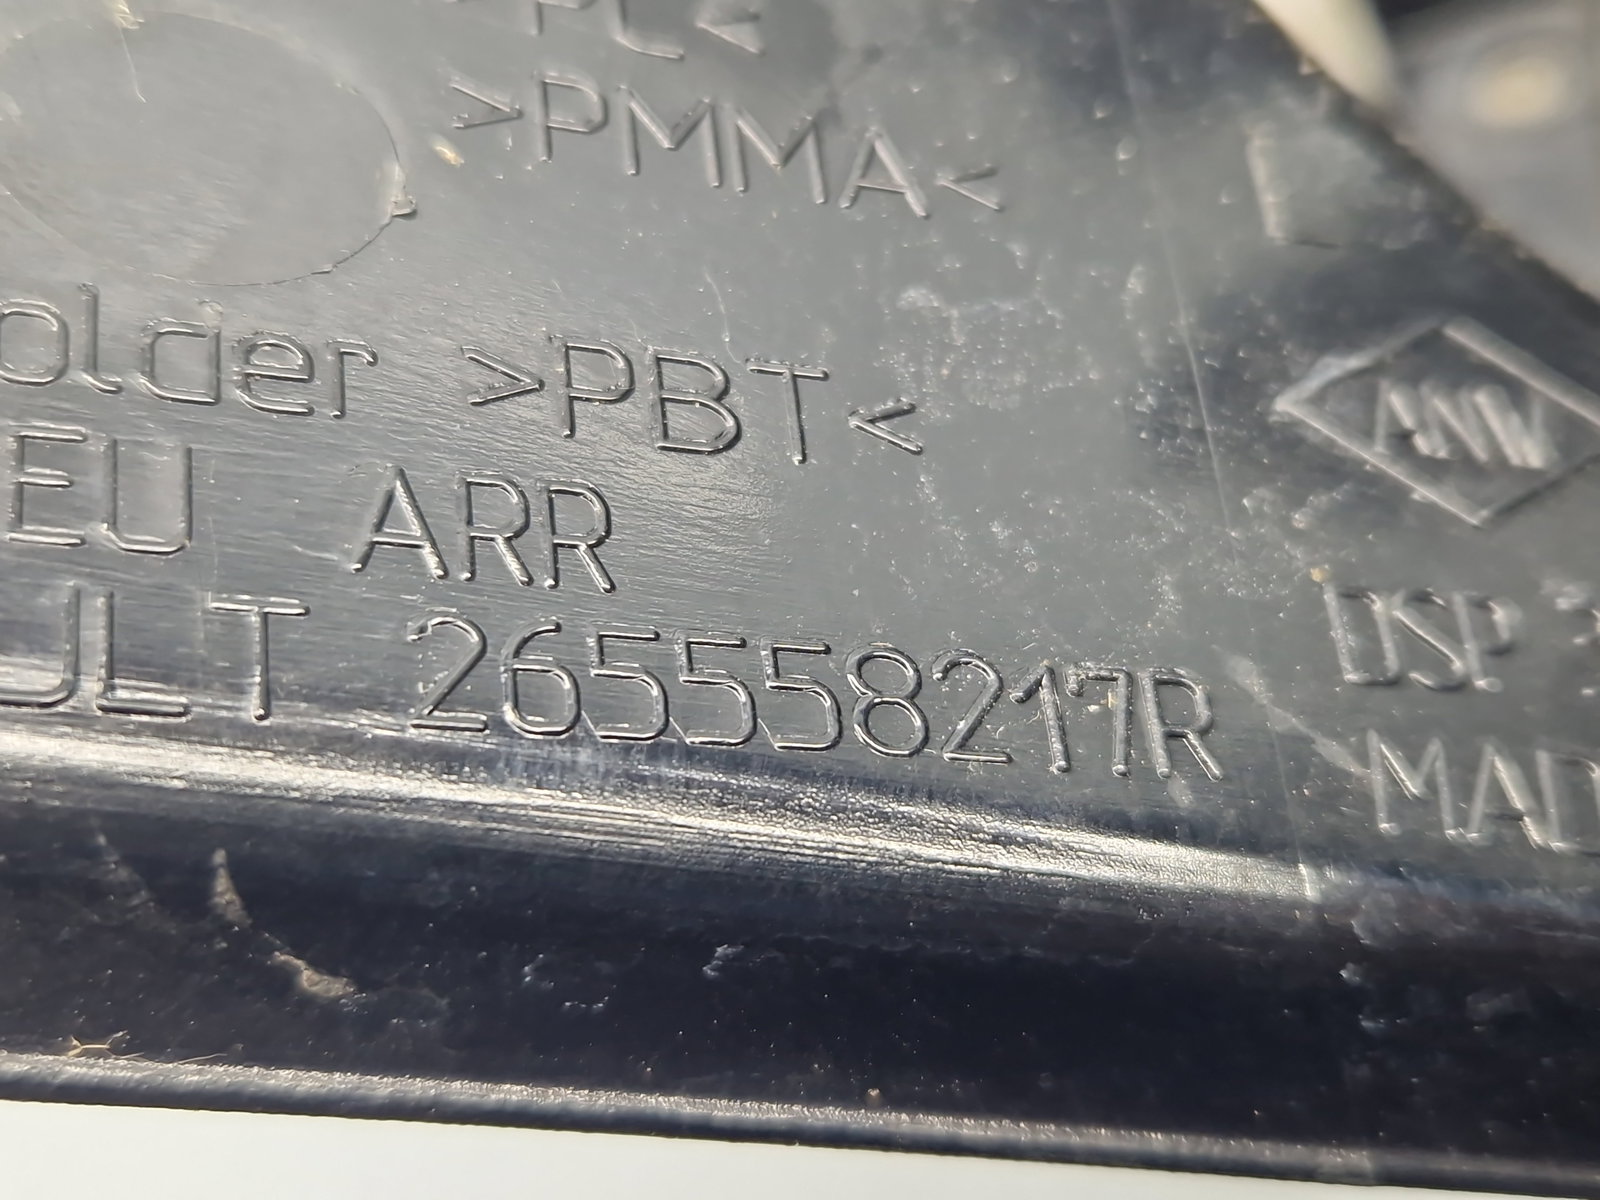 >PMMA<
older >PBT<
EU ARR
ULT 265558217R
DSP
MAD